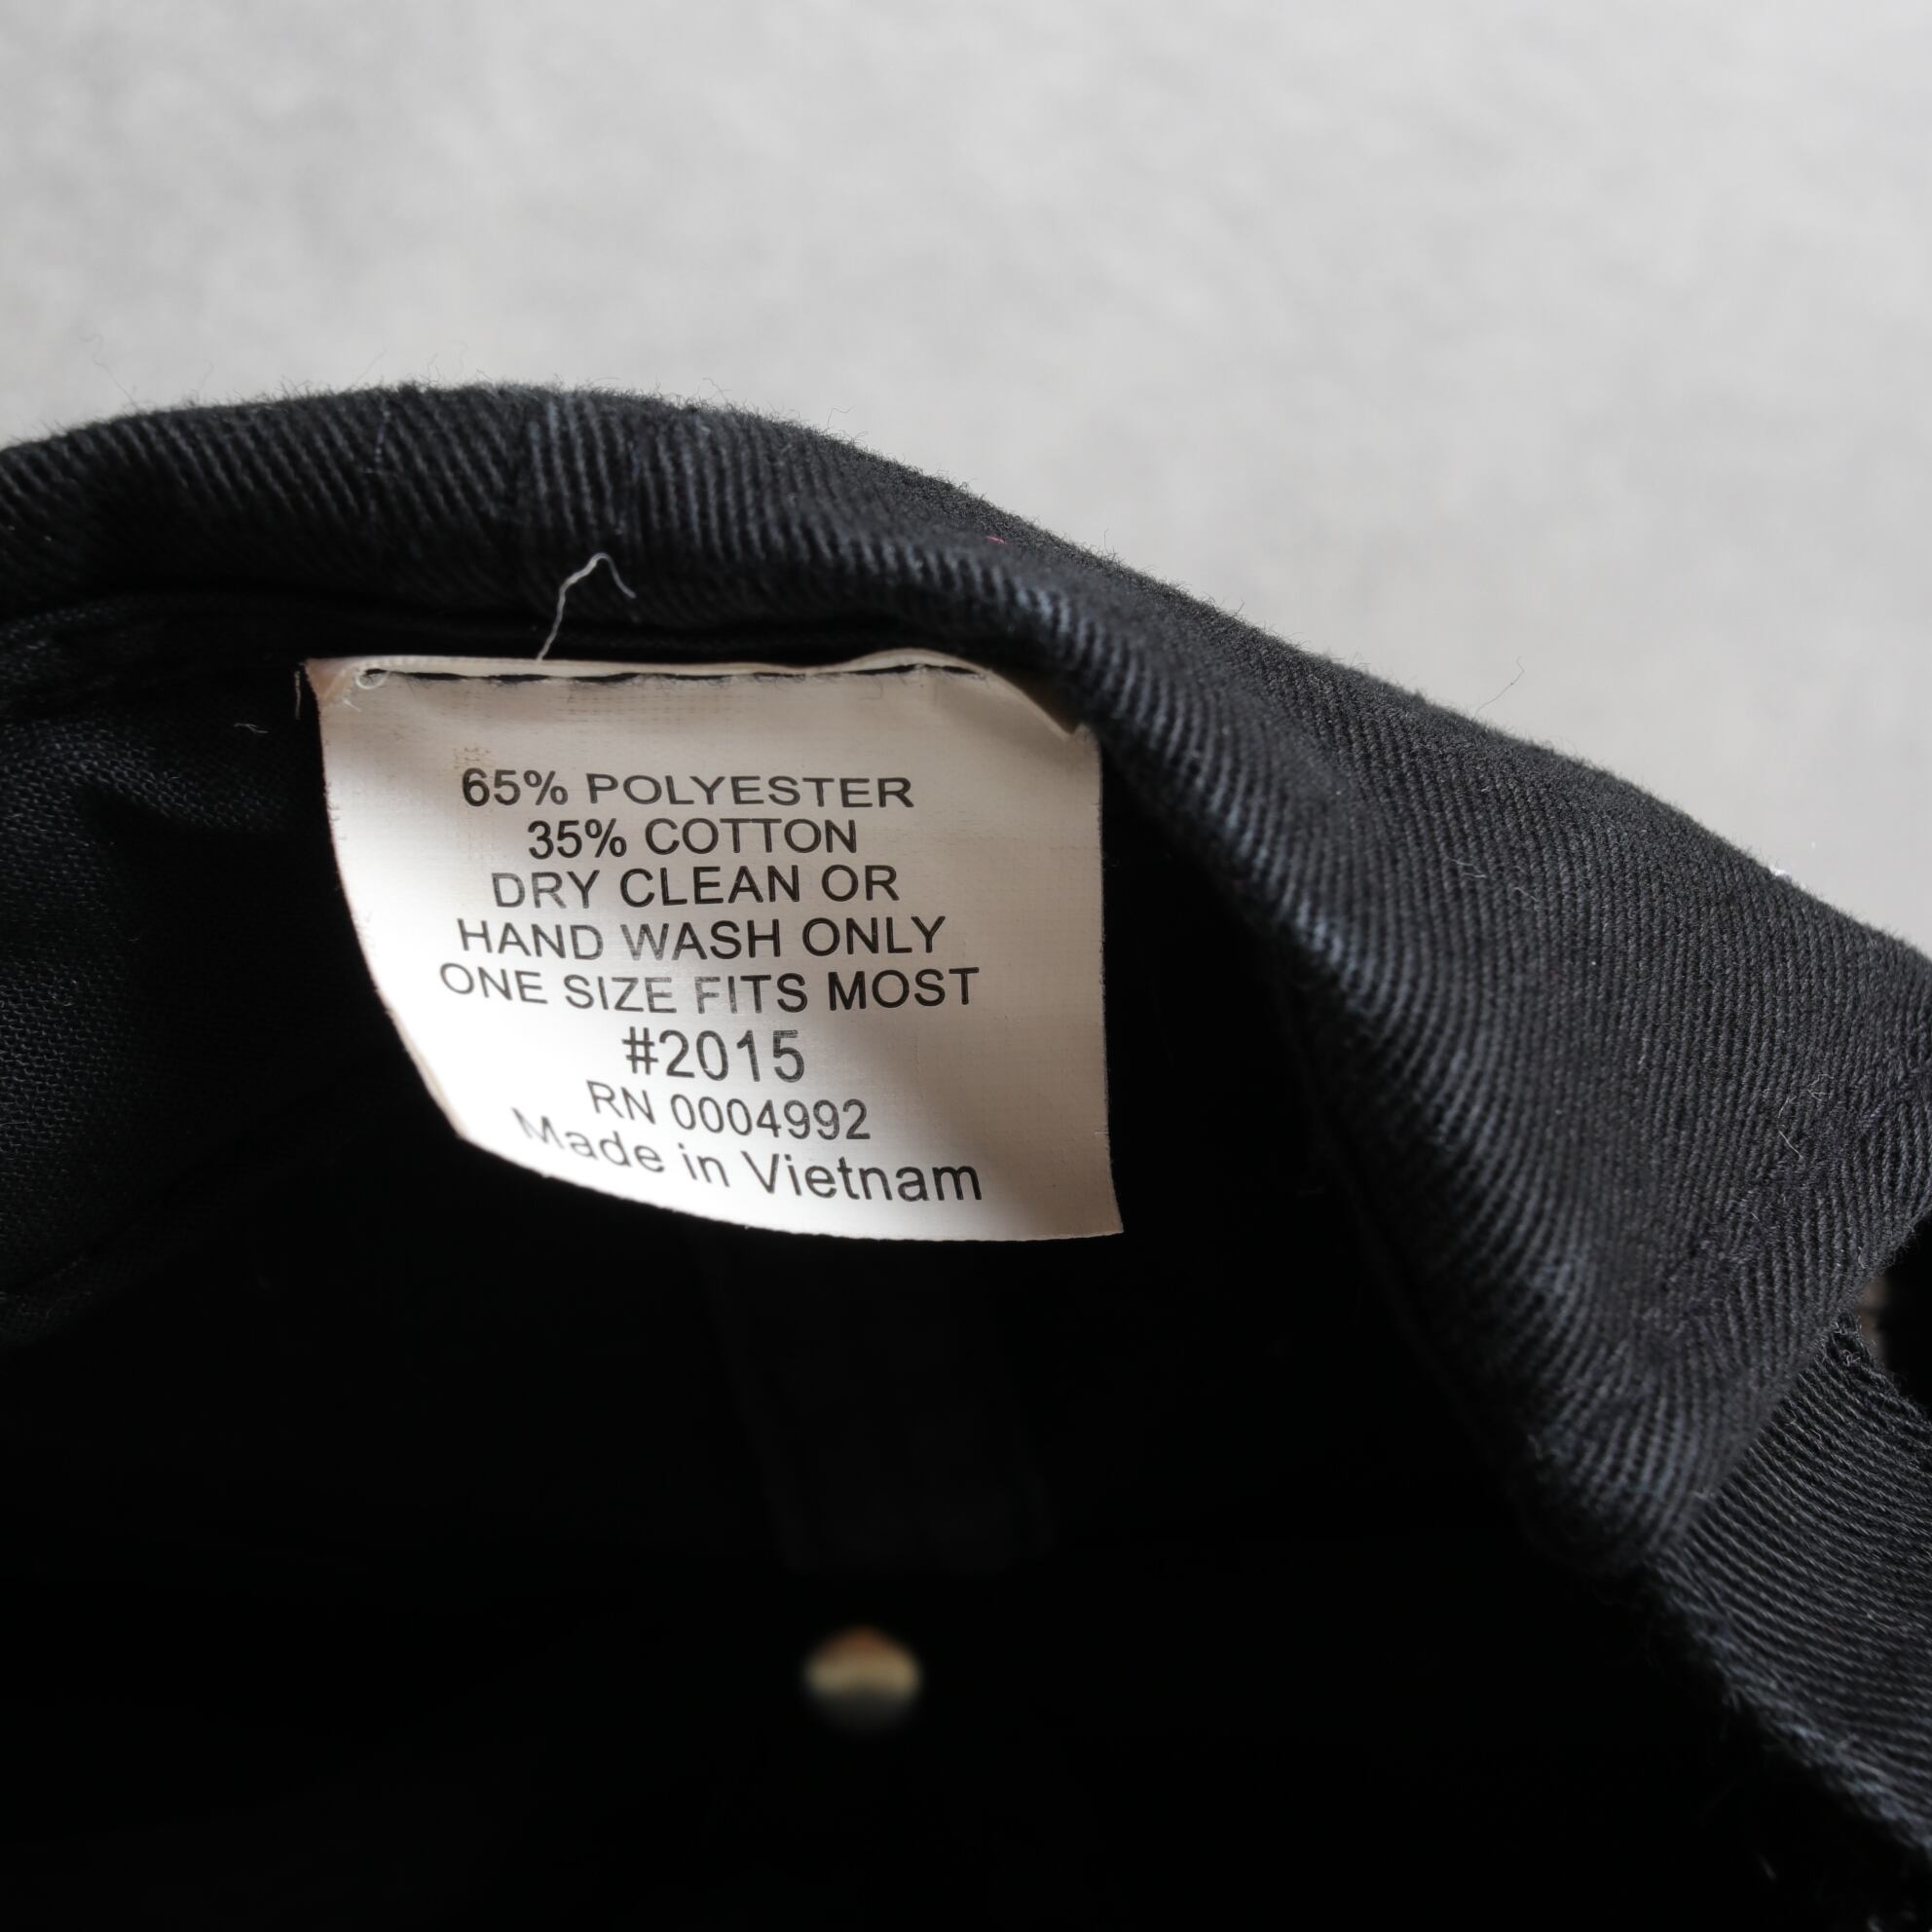 65% POLYESTER
35% COTTON
DRY CLEAN OR
HAND WASH ONLY
ONE SIZE FITS MOST
#2015
RN 0004992
Made in Vietnam